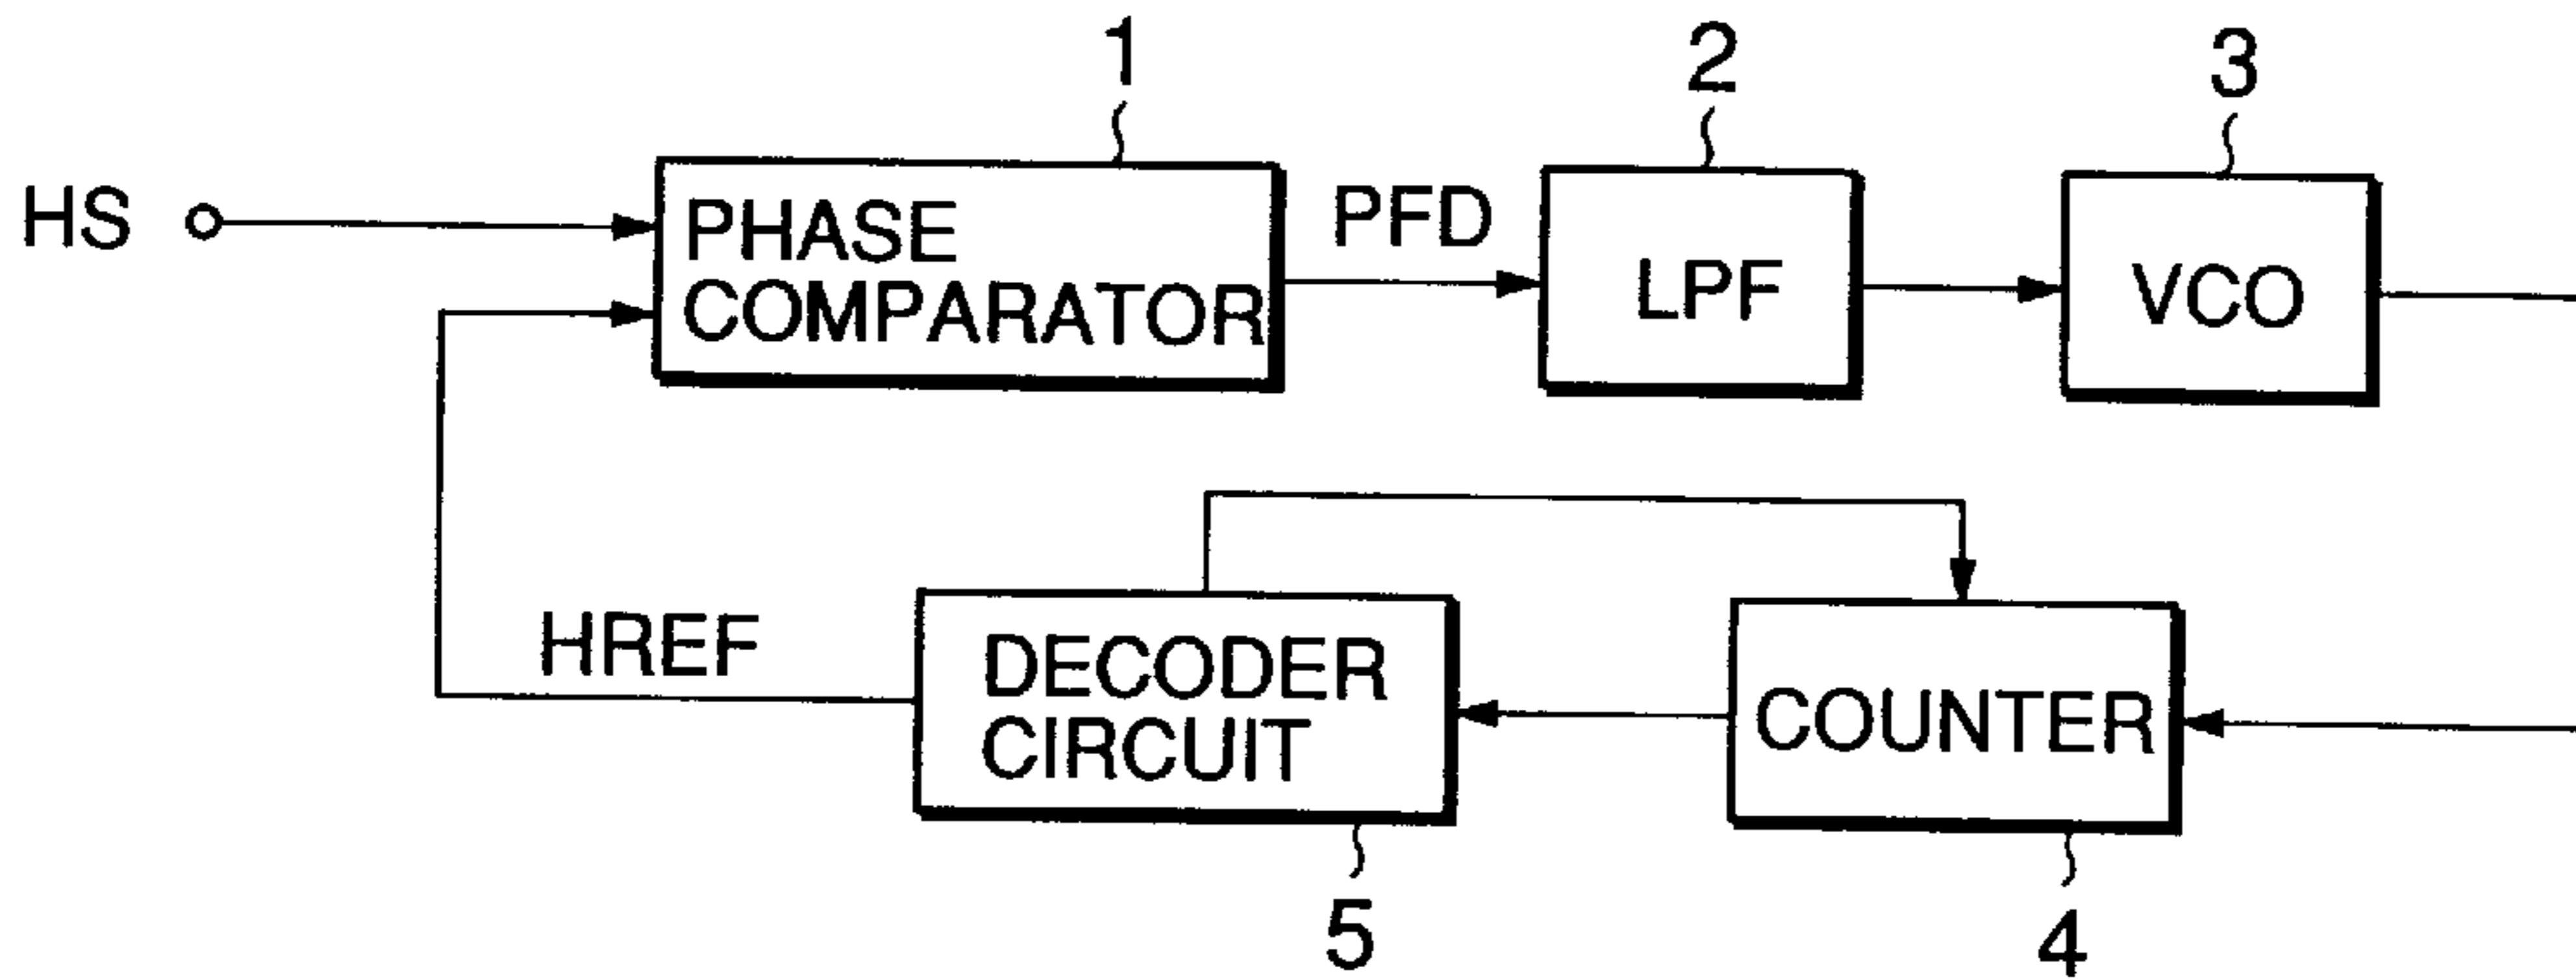 1
2
3
HS
PHASE
COMPARATOR
PFD
LPF
VCO
HREF
DECODER
CIRCUIT
COUNTER
5
4